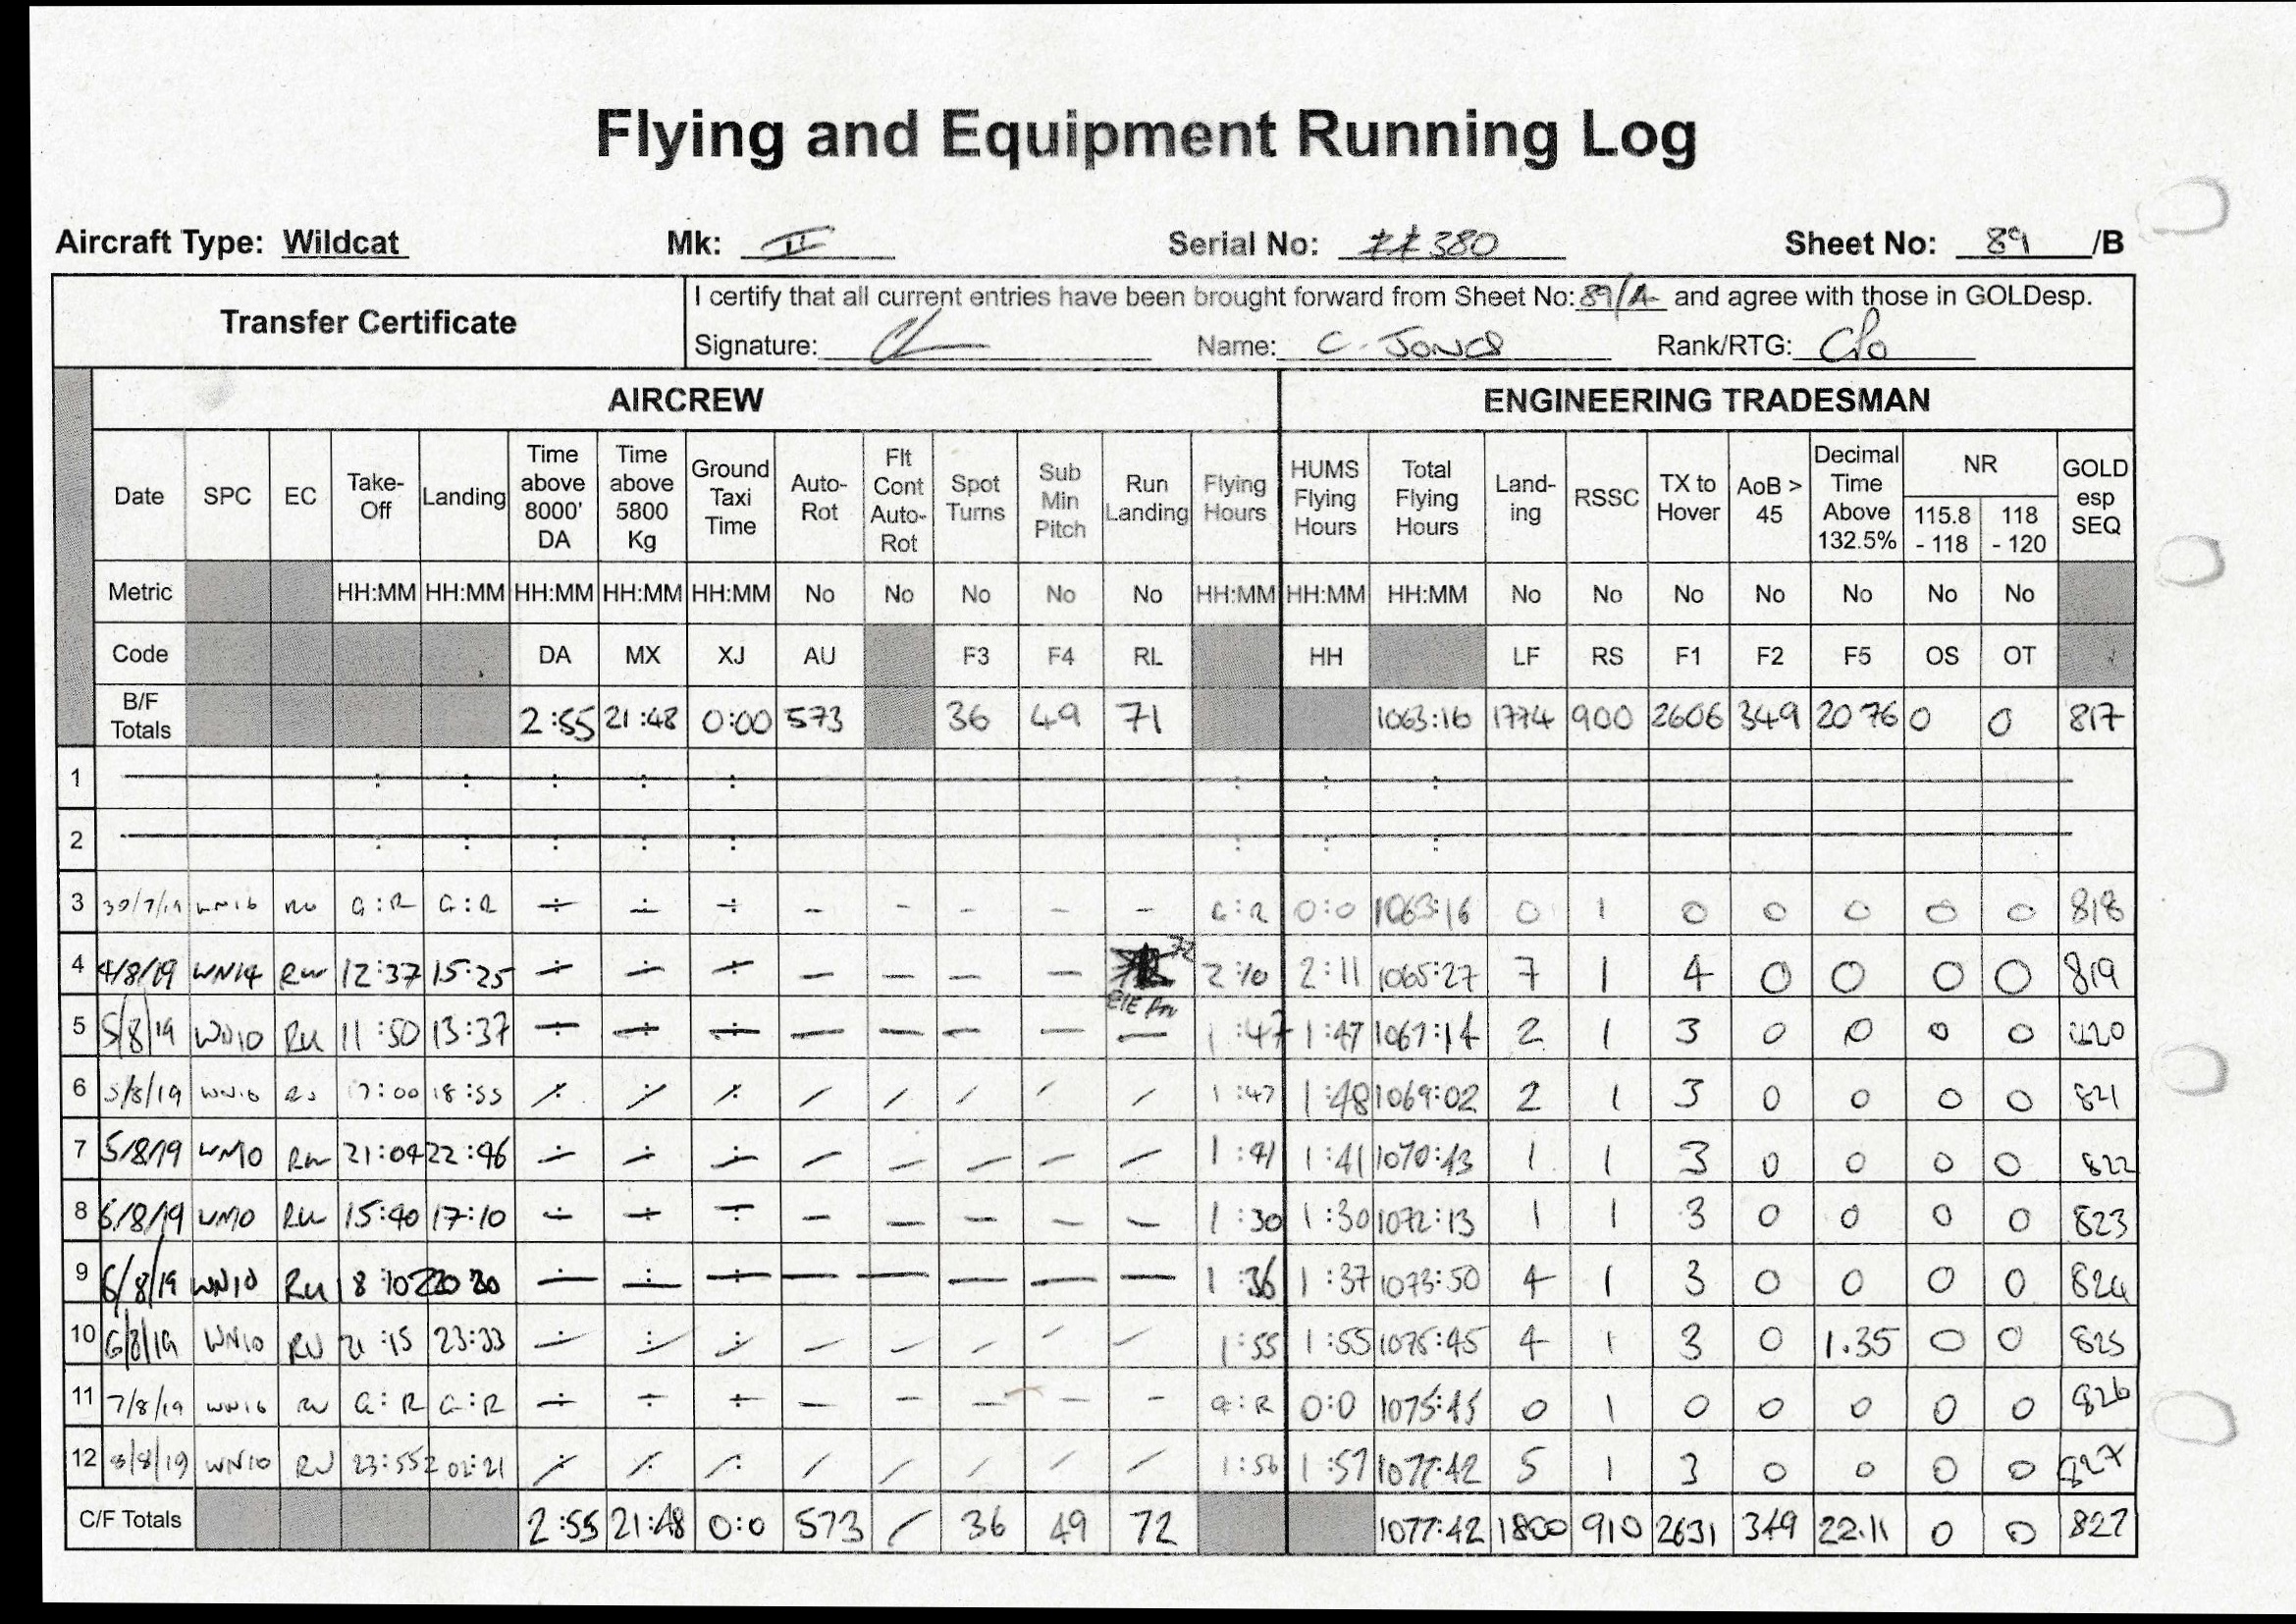 Flying and Equipment Running Log
Aircraft Type: Wildcat Mk: II Serial No: ZZ380 Sheet No: 89 /B
Transfer Certificate
I certify that all current entries have been brought forward from Sheet No: 89/A and agree with those in GOLDesp.
Signature: Name: C. Jones Rank/RTG: CPO
AIRCREW ENGINEERING TRADESMAN
Date SPC EC Take-Off Landing Time above 8000' DA Time above 5800 Kg Ground Taxi Time Auto-Rot Flt Cont Auto-Rot Spot Turns Sub Min Pitch Run Landing Flying Hours HUMS Flying Hours Total Flying Hours Land-ing RSSC TX to Hover AoB > 45 Decimal Time Above 132.5% NR 115.8 - 118 118 - 120 GOLD esp SEQ
Metric HH:MM HH:MM HH:MM HH:MM HH:MM No No No No No HH:MM HH:MM HH:MM No No No No No No No
Code DA MX XJ AU F3 F4 RL HH LF RS F1 F2 F5 OS OT
B/F Totals 2:55 21:48 0:00 573 36 49 71 1063:16 1774 900 2606 349 20 76 0 0 817
1 : : : : : : : :
2 : : : : : : : :
3 30/7/19 WN10 RN G:R G:R - - - - - - - - G:R 0:0 1063:16 0 1 0 0 0 0 0 818
4 4/8/19 WN14 RN 12:37 15:25 - - - - - - - 72 2:10 2:11 1065:27 7 1 4 0 0 0 0 819
5 5/8/19 WN10 RN 11:50 13:37 - - - - - - - - 1:47 1:47 1067:14 2 1 3 0 0 0 0 820
6 5/8/19 WN10 RN 17:00 18:55 / / / / / / / / 1:47 1:48 1069:02 2 1 3 0 0 0 0 821
7 5/8/19 WN10 RN 21:04 22:46 - - - - - - - - 1:41 1:41 1070:43 1 1 3 0 0 0 0 822
8 6/8/19 WN10 RN 15:40 17:10 - - - - - - - - 1:30 1:30 1072:13 1 1 3 0 0 0 0 823
9 6/8/19 WN10 RN 18:10 - - - - - - - - 1:36 1:37 1073:50 4 1 3 0 0 0 0 824
10 6/8/19 WN10 RN 21:15 23:33 - - - - - - - - 1:55 1:55 1075:45 4 1 3 0 1.35 0 0 825
11 7/8/19 WN10 RN G:R G:R - - - - - - - - G:R 0:0 1075:45 0 1 0 0 0 0 0 826
12 8/8/19 WN10 RN 23:55 02:21 / / / / / / / / 1:56 1:57 1077:42 5 1 3 0 0 0 0 827
C/F Totals 2:55 21:48 0:0 573 / 36 49 72 1077:42 1800 910 2631 349 22.11 0 0 827